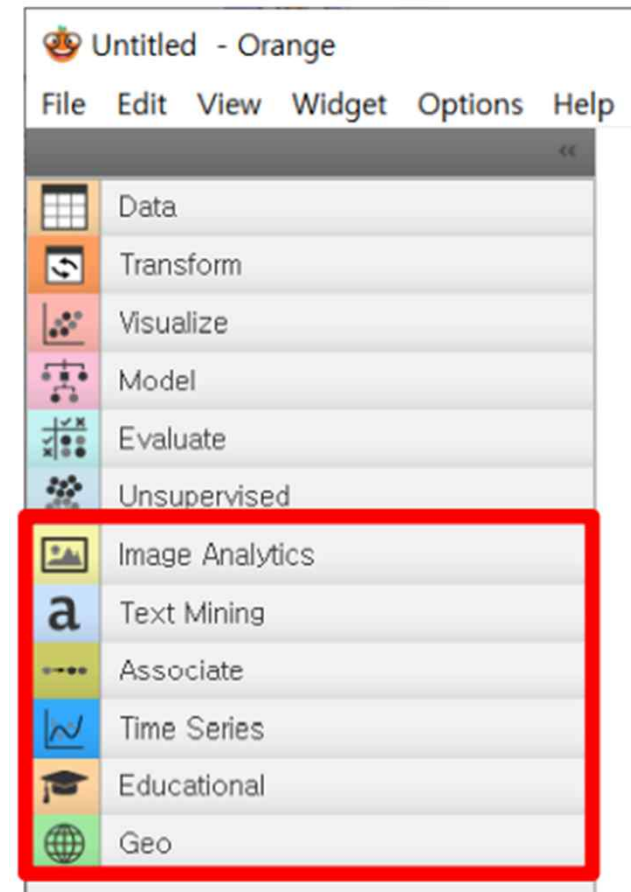 Untitled - Orange
File Edit View Widget Options Help
«
Data
Transform
Visualize
Model
Evaluate
Unsupervised
Image Analytics
a Text Mining
Associate
Time Series
Educational
Geo